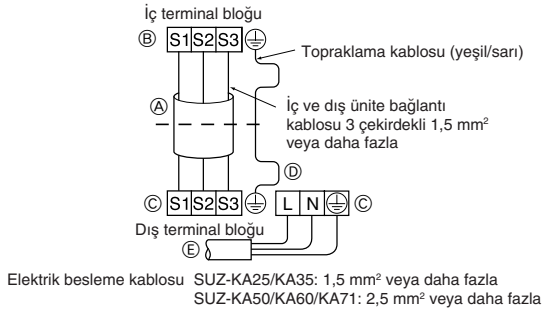 İç terminal bloğu
Ⓑ S1 S2 S3
Topraklama kablosu (yeşil/sarı)
Ⓐ
İç ve dış ünite bağlantı
kablosu 3 çekirdekli 1,5 mm²
veya daha fazla
Ⓓ
Ⓒ S1 S2 S3 L N Ⓒ
Dış terminal bloğu
Ⓔ
Elektrik besleme kablosu SUZ-KA25/KA35: 1,5 mm² veya daha fazla
SUZ-KA50/KA60/KA71: 2,5 mm² veya daha fazla